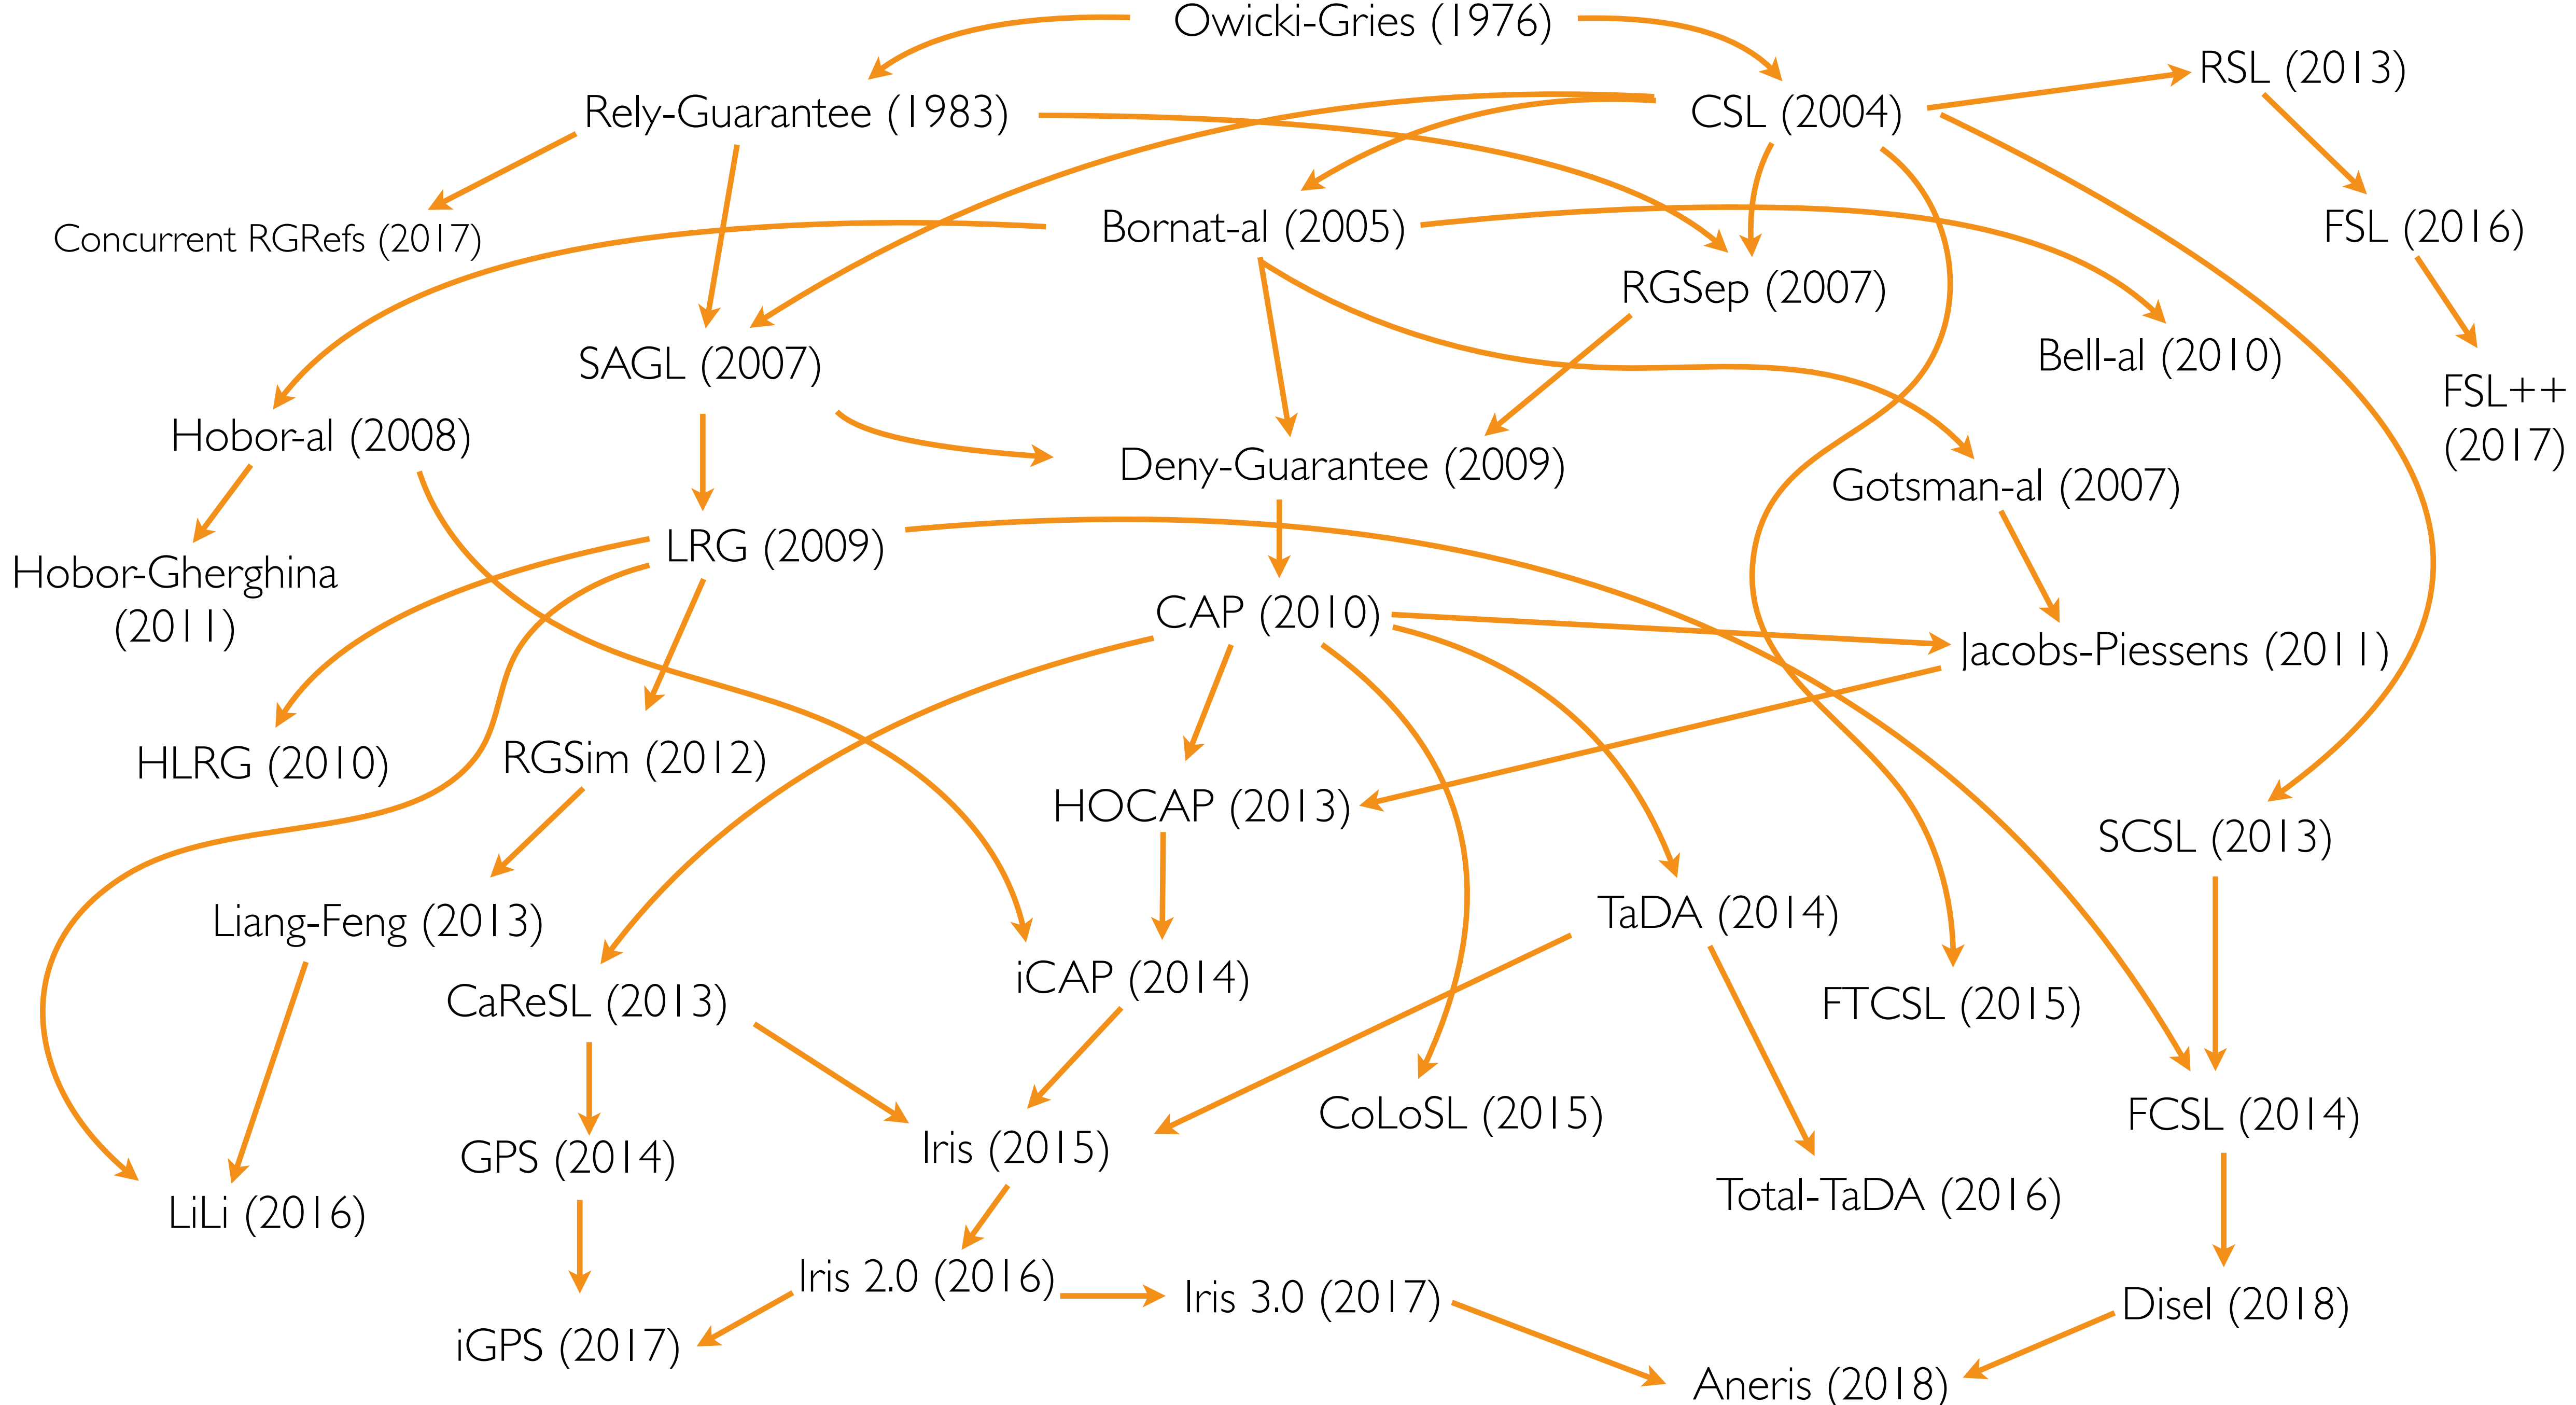 Owicki-Gries (1976)
RSL (2013)
Rely-Guarantee (1983)
CSL (2004)
Concurrent RGRefs (2017)
Bornat-al (2005)
FSL (2016)
RGSep (2007)
SAGL (2007)
Bell-al (2010)
FSL++
(2017)
Hobor-al (2008)
Deny-Guarantee (2009)
Gotsman-al (2007)
LRG (2009)
Hobor-Gherghina
(2011)
CAP (2010)
Jacobs-Piessens (2011)
HLRG (2010)
RGSim (2012)
HOCAP (2013)
SCSL (2013)
Liang-Feng (2013)
TaDA (2014)
iCAP (2014)
CaReSL (2013)
FTCSL (2015)
CoLoSL (2015)
FCSL (2014)
Iris (2015)
GPS (2014)
Total-TaDA (2016)
LiLi (2016)
Iris 2.0 (2016)
Iris 3.0 (2017)
Disel (2018)
iGPS (2017)
Aneris (2018)